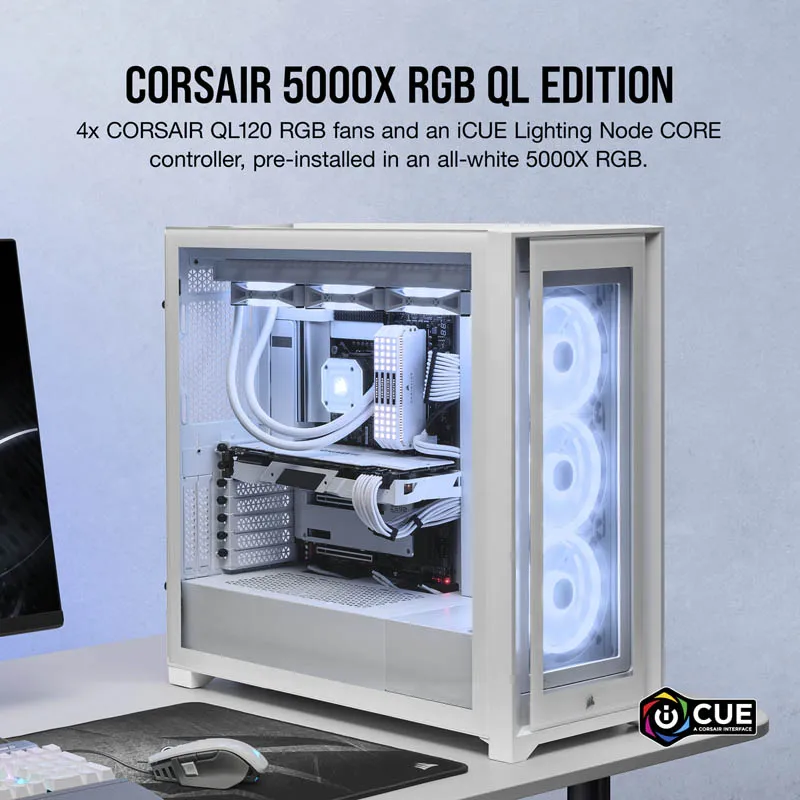 CORSAIR 5000X RGB QL EDITION
4x CORSAIR QL120 RGB fans and an iCUE Lighting Node CORE
controller, pre-installed in an all-white 5000X RGB.
iCUE
A CORSAIR INTERFACE